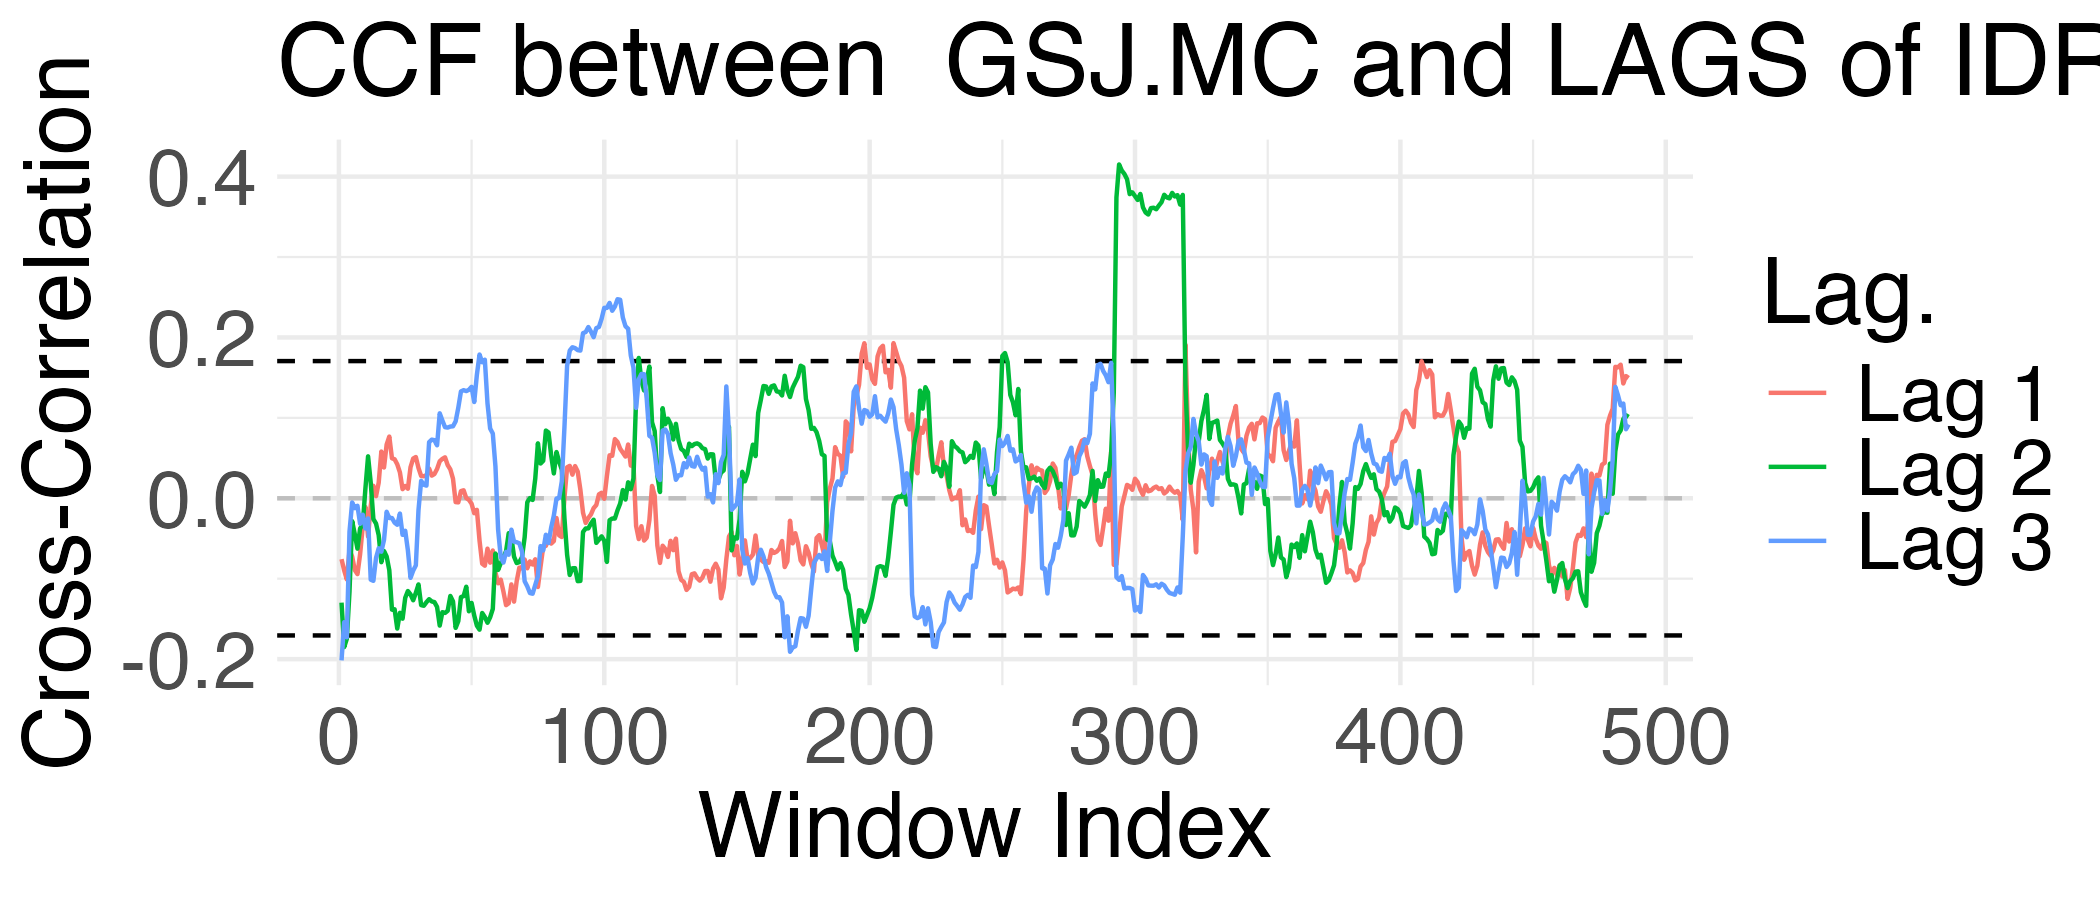 CCF between  GSJ.MC and LAGS of IDR
Cross-Correlation
0.4
0.2
0.0
-0.2
0 100 200 300 400 500
Window Index
Lag.
Lag 1
Lag 2
Lag 3